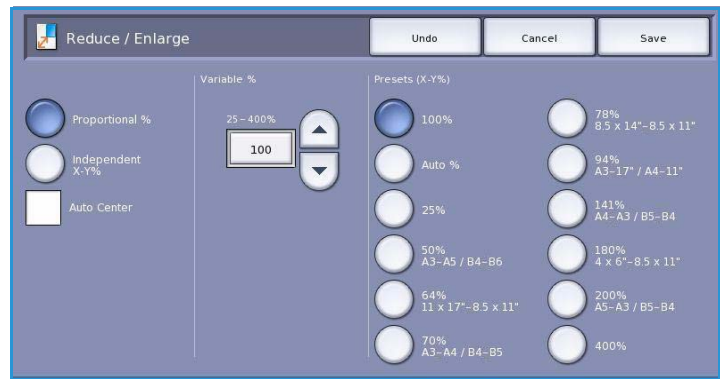 Reduce / Enlarge
Undo
Cancel
Save
Variable %
Presets (X-Y%)
Proportional %
Independent
X-Y%
Auto Center
25-400%
100
100%
Auto %
25%
50%
A3-A5 / B4-B6
64%
11 x 17"-8.5 x 11"
70%
A3-A4 / B4-B5
78%
8.5 x 14"-8.5 x 11"
94%
A3-17" / A4-11"
141%
A4-A3 / B5-B4
180%
4 x 6"-8.5 x 11"
200%
A5-A3 / B5-B4
400%